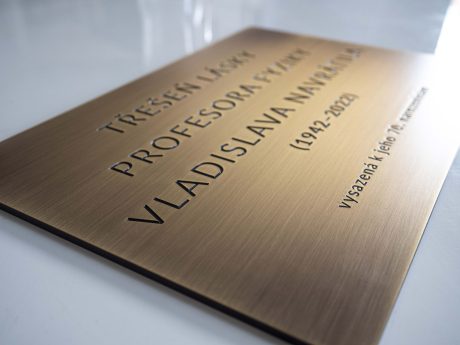 TŘEŠEŇ LÁSKY
PROFESORA FYZIKY
VLADISLAVA NAVRÁTILA
(1942-2022)
vysazená k jeho 70. narozeninám